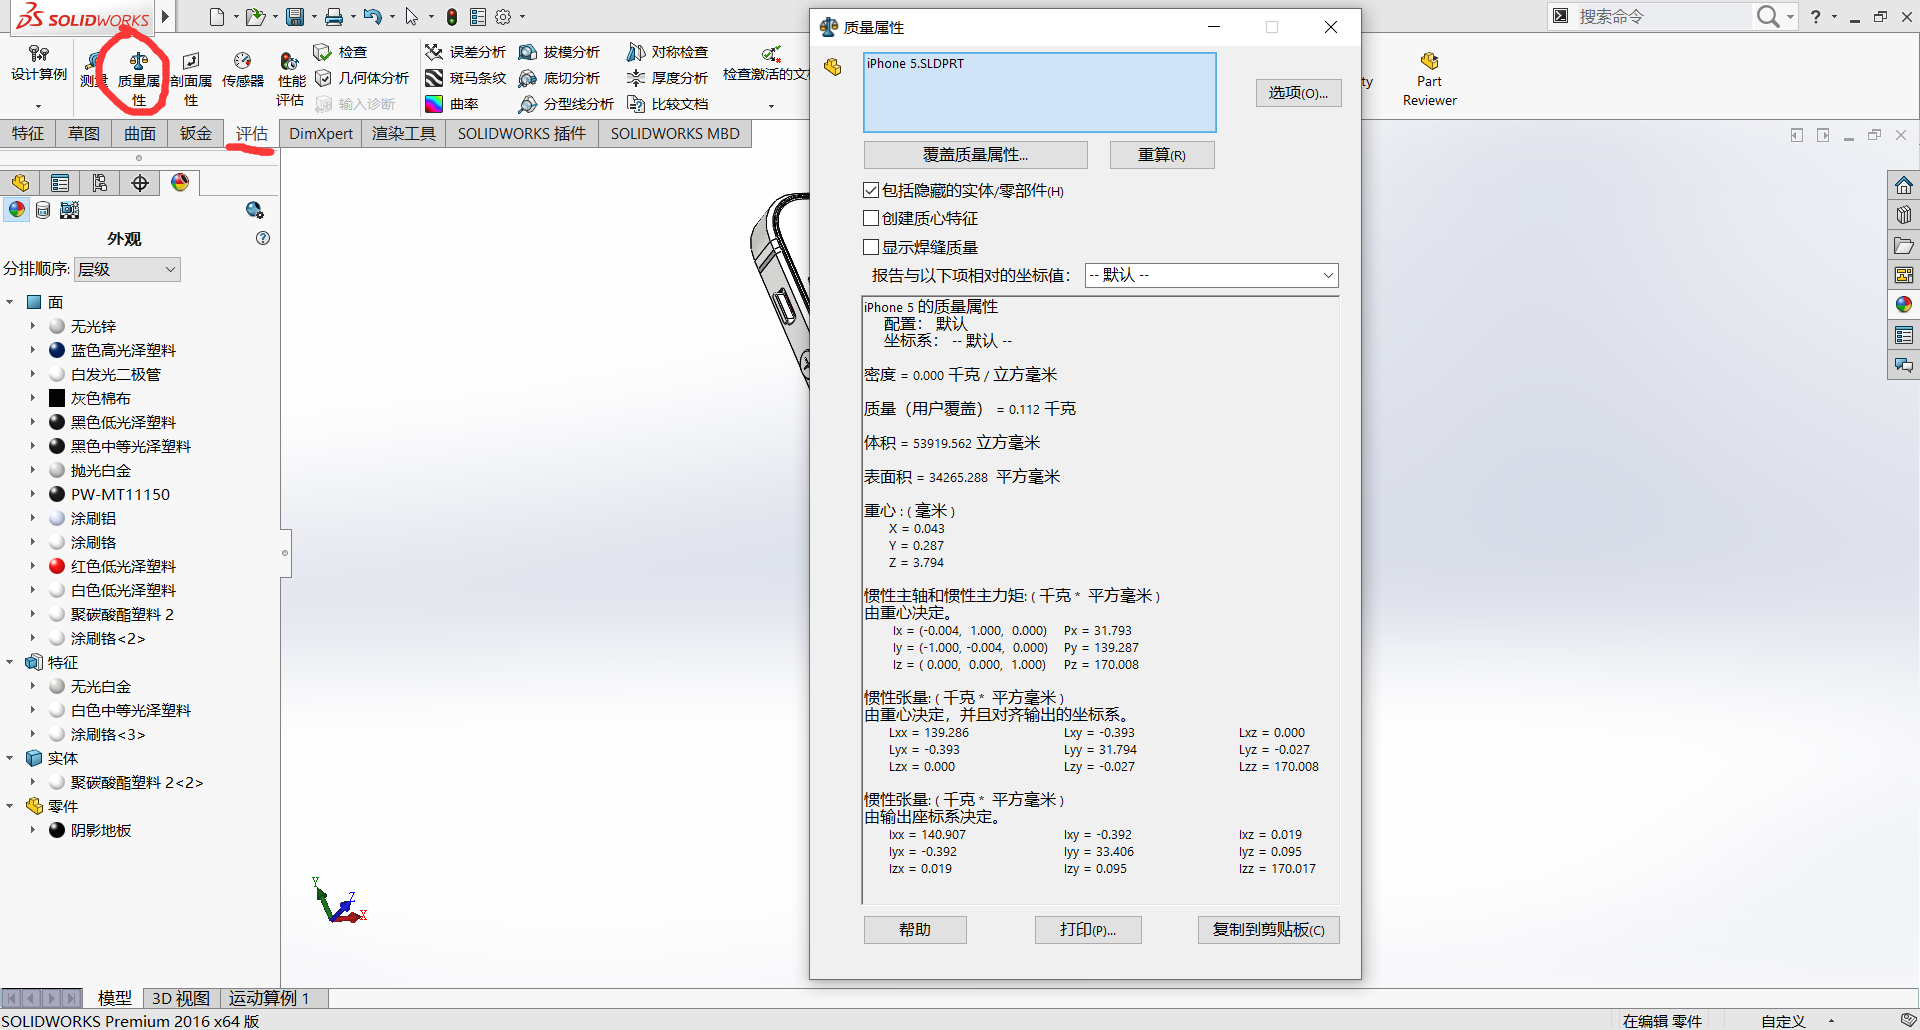 SOLIDWORKS
搜索命令
设计算例
测量
质量属性
剖面属性
传感器
性能评估
检查
几何体分析
输入诊断
误差分析
斑马条纹
曲率
拔模分析
底切分析
分型线分析
对称检查
厚度分析
比较文档
检查激活的文
ty
Part Reviewer
特征
草图
曲面
钣金
评估
DimXpert
渲染工具
SOLIDWORKS 插件
SOLIDWORKS MBD
外观
分排顺序: 层级
面
无光锌
蓝色高光泽塑料
白发光二极管
灰色棉布
黑色低光泽塑料
黑色中等光泽塑料
抛光白金
PW-MT11150
涂刷铝
涂刷铬
红色低光泽塑料
白色低光泽塑料
聚碳酸酯塑料 2
涂刷铬<2>
特征
无光白金
白色中等光泽塑料
涂刷铬<3>
实体
聚碳酸酯塑料 2<2>
零件
阴影地板
Y
Z
X
质量属性
iPhone 5.SLDPRT
选项(O)...
覆盖质量属性...
重算(R)
包括隐藏的实体/零部件(H)
创建质心特征
显示焊缝质量
报告与以下项相对的坐标值: -- 默认 --
iPhone 5 的质量属性
配置: 默认
坐标系: -- 默认 --
密度 = 0.000 千克 / 立方毫米
质量（用户覆盖） = 0.112 千克
体积 = 53919.562 立方毫米
表面积 = 34265.288 平方毫米
重心 : ( 毫米 )
X = 0.043
Y = 0.287
Z = 3.794
惯性主轴和惯性主力矩: ( 千克 * 平方毫米 )
由重心决定。
Ix = (-0.004, 1.000, 0.000) Px = 31.793
Iy = (-1.000, -0.004, 0.000) Py = 139.287
Iz = ( 0.000, 0.000, 1.000) Pz = 170.008
惯性张量: ( 千克 * 平方毫米 )
由重心决定，并且对齐输出的坐标系。
Lxx = 139.286 Lxy = -0.393 Lxz = 0.000
Lyx = -0.393 Lyy = 31.794 Lyz = -0.027
Lzx = 0.000 Lzy = -0.027 Lzz = 170.008
惯性张量: ( 千克 * 平方毫米 )
由输出座标系决定。
Ixx = 140.907 Ixy = -0.392 Ixz = 0.019
Iyx = -0.392 Iyy = 33.406 Iyz = 0.095
Izx = 0.019 Izy = 0.095 Izz = 170.017
帮助
打印(P)...
复制到剪贴板(C)
模型
3D 视图
运动算例 1
SOLIDWORKS Premium 2016 x64 版
在编辑 零件
自定义